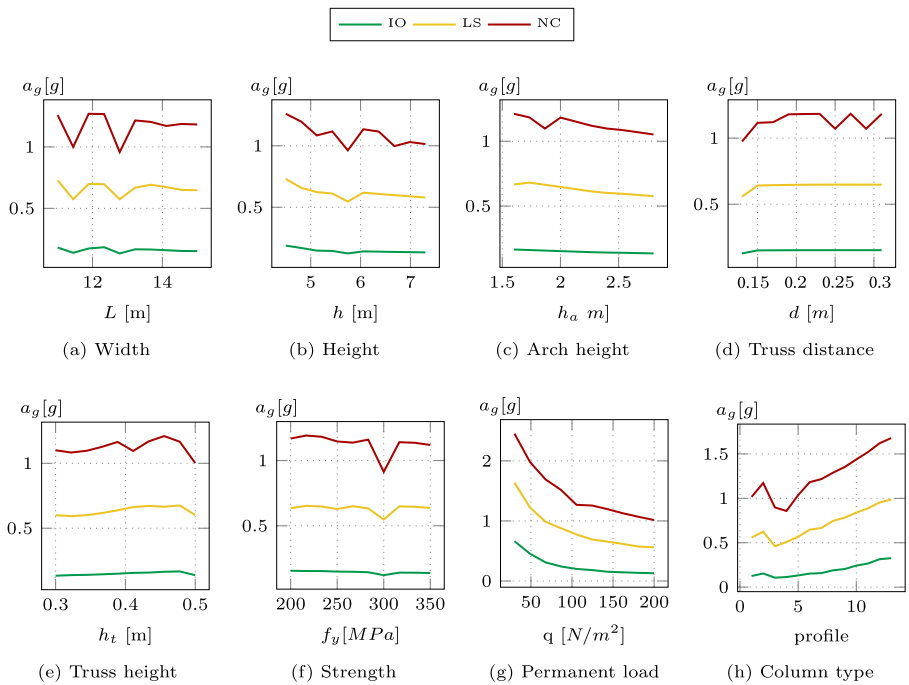 IO LS NC
a_g[g] a_g[g] a_g[g] a_g[g]
1 1 1 1
0.5 0.5 0.5 0.5
12 14 5 6 7 1.5 2 2.5 0.15 0.2 0.25 0.3
L [m] h [m] h_a m] d [m]
(a) Width (b) Height (c) Arch height (d) Truss distance
a_g[g] a_g[g] a_g[g] a_g[g]
1 1 2 1.5
0.5 0.5 1 1
0 0.5
0
0.3 0.4 0.5 200 250 300 350 50 100 150 200 0 5 10
h_t [m] f_y[MPa] q [N/m²] profile
(e) Truss height (f) Strength (g) Permanent load (h) Column type